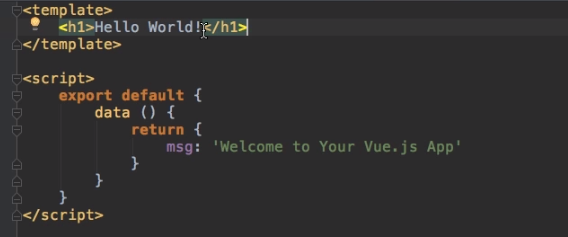 <template>
    <h1>Hello World!</h1>
</template>

<script>
    export default {
        data () {
            return {
                msg: 'Welcome to Your Vue.js App'
            }
        }
    }
</script>